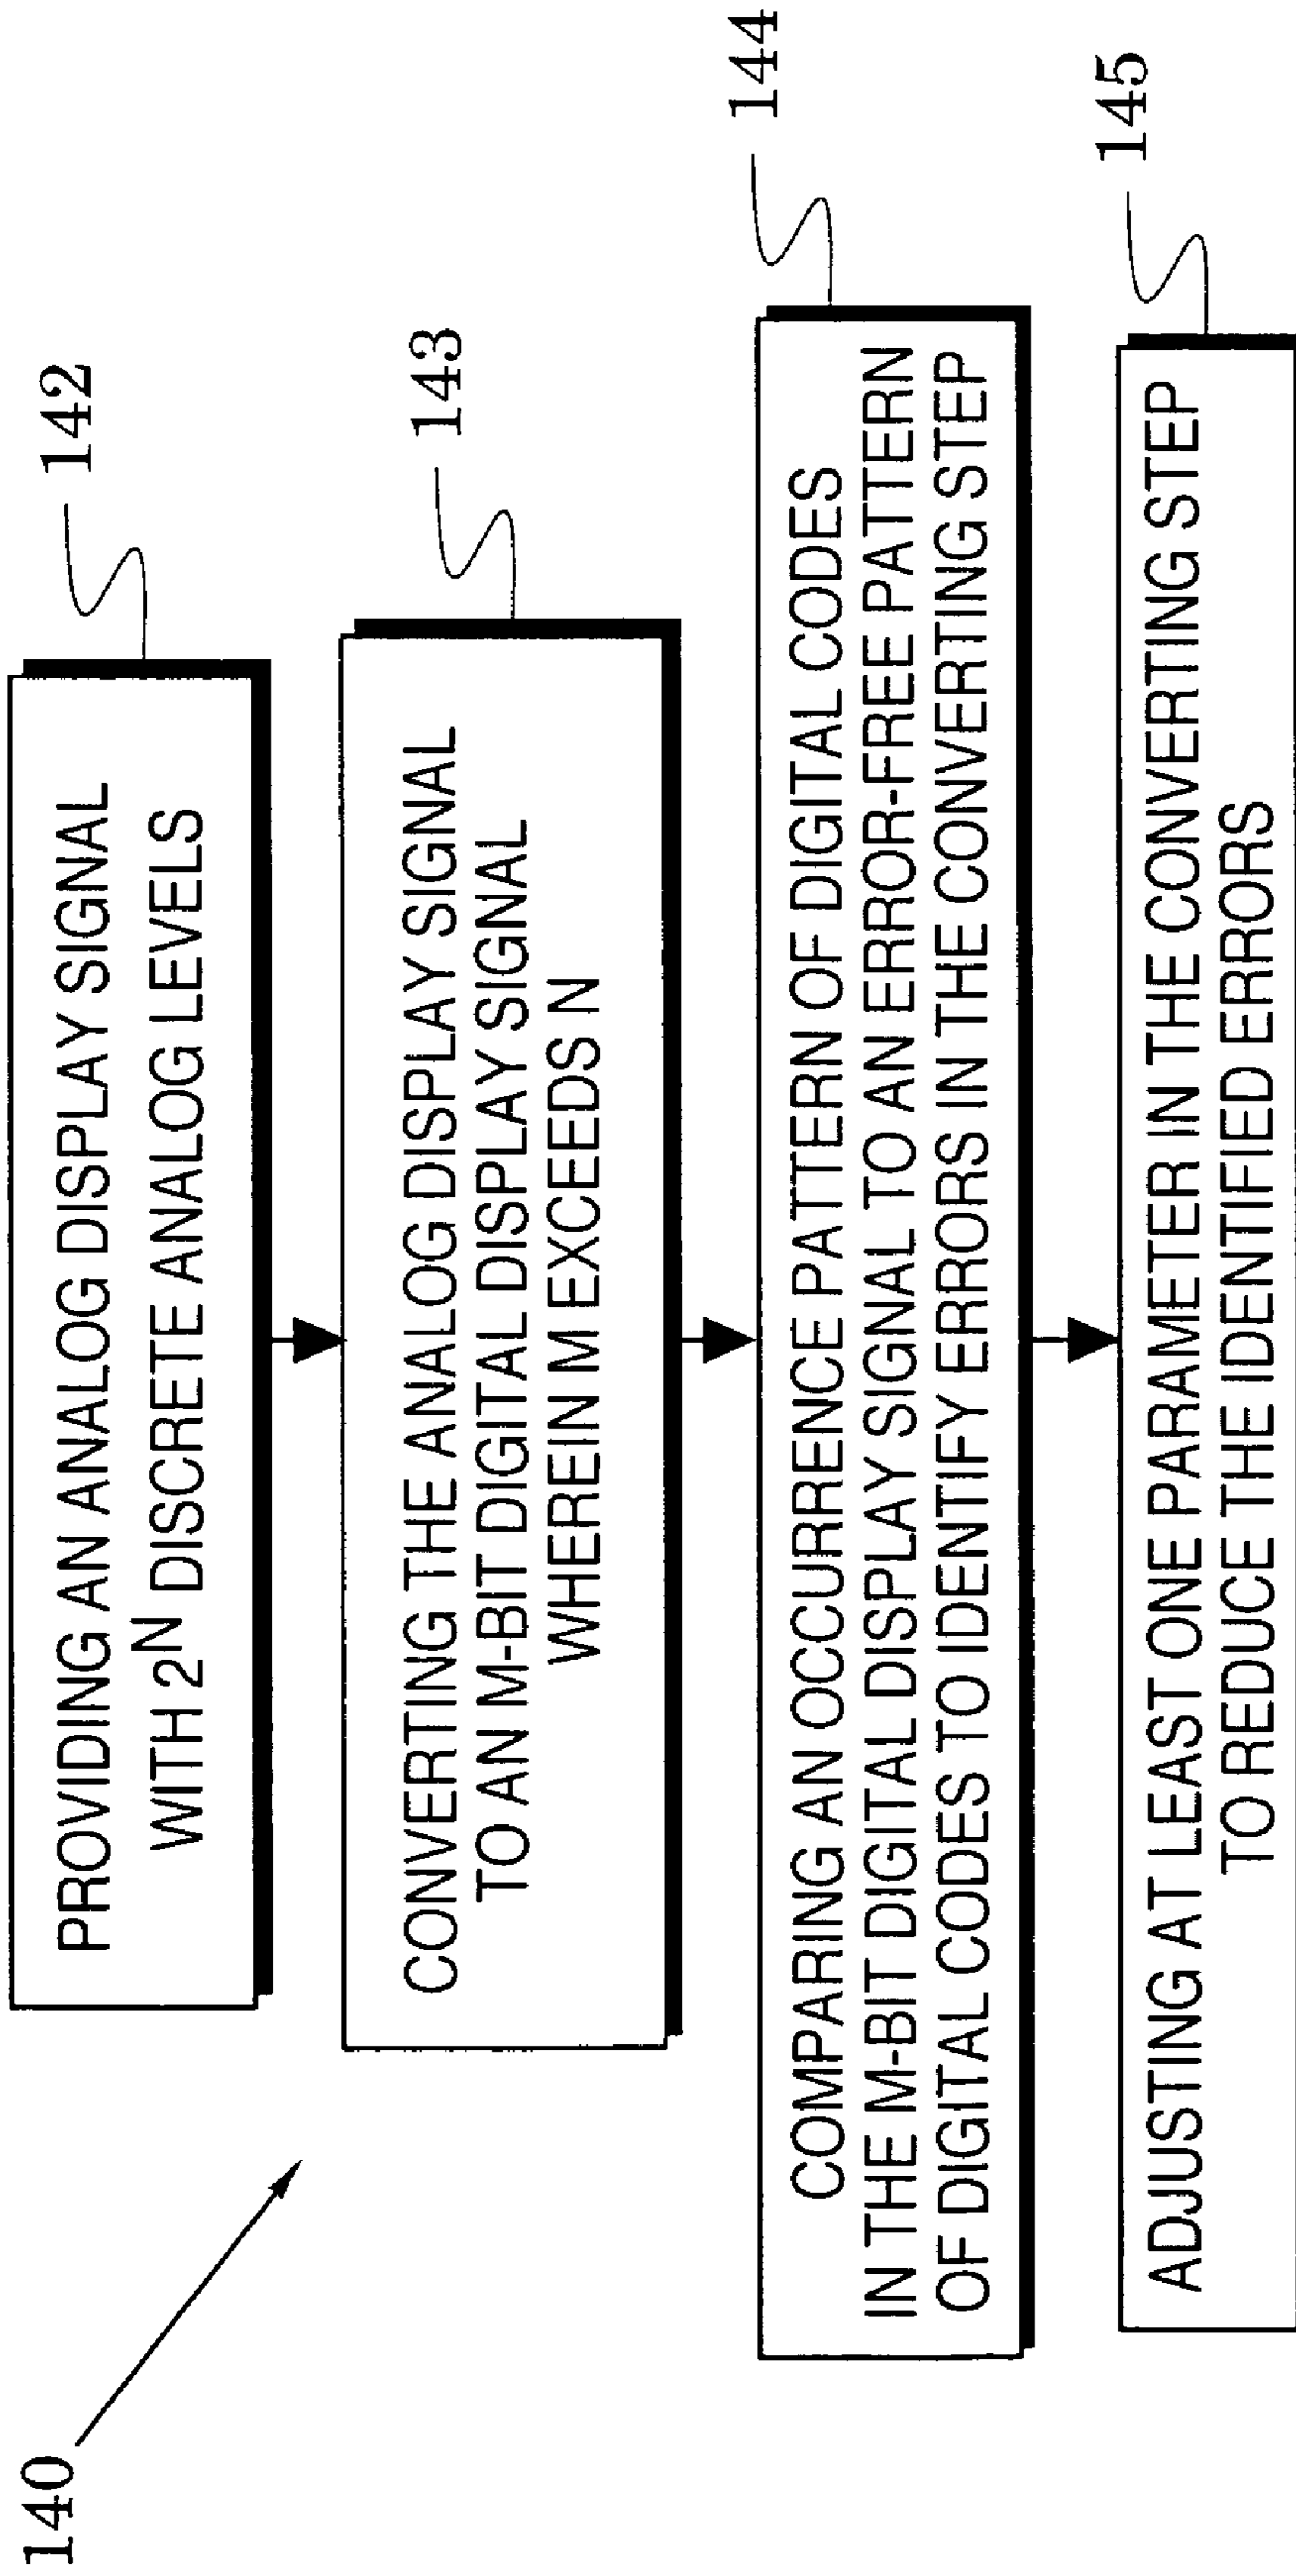 140
PROVIDING AN ANALOG DISPLAY SIGNAL
WITH 2^N DISCRETE ANALOG LEVELS
142
CONVERTING THE ANALOG DISPLAY SIGNAL
TO AN M-BIT DIGITAL DISPLAY SIGNAL
WHEREIN M EXCEEDS N
143
COMPARING AN OCCURRENCE PATTERN OF DIGITAL CODES
IN THE M-BIT DIGITAL DISPLAY SIGNAL TO AN ERROR-FREE PATTERN
OF DIGITAL CODES TO IDENTIFY ERRORS IN THE CONVERTING STEP
144
ADJUSTING AT LEAST ONE PARAMETER IN THE CONVERTING STEP
TO REDUCE THE IDENTIFIED ERRORS
145